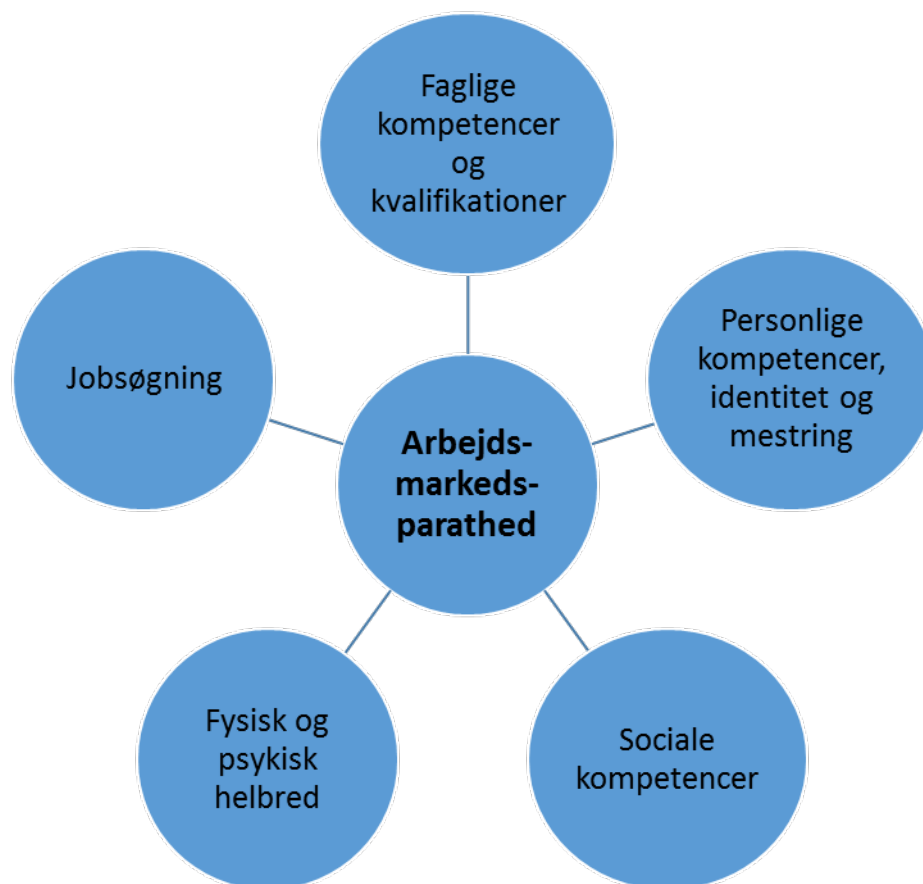 Faglige
kompetencer
og
kvalifikationer
Personlige
kompetencer,
identitet og
mestring
Jobsøgning
Arbejds-
markeds-
parathed
Fysisk og
psykisk
helbred
Sociale
kompetencer